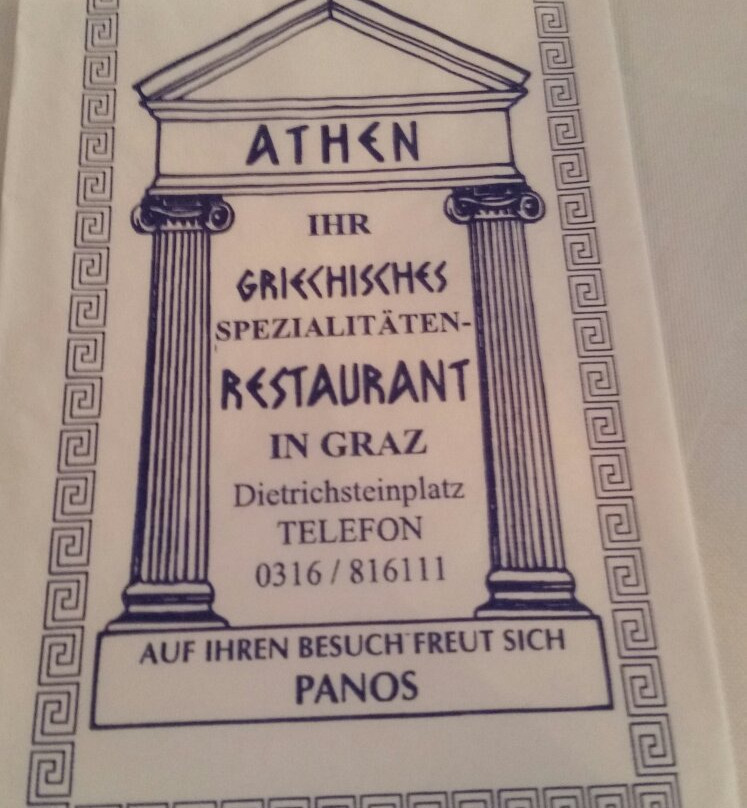 ATHEN
IHR
GRIECHISCHES
SPEZIALITÄTEN-
RESTAURANT
IN GRAZ
Dietrichsteinplatz
TELEFON
0316 / 816111
AUF IHREN BESUCH FREUT SICH
PANOS